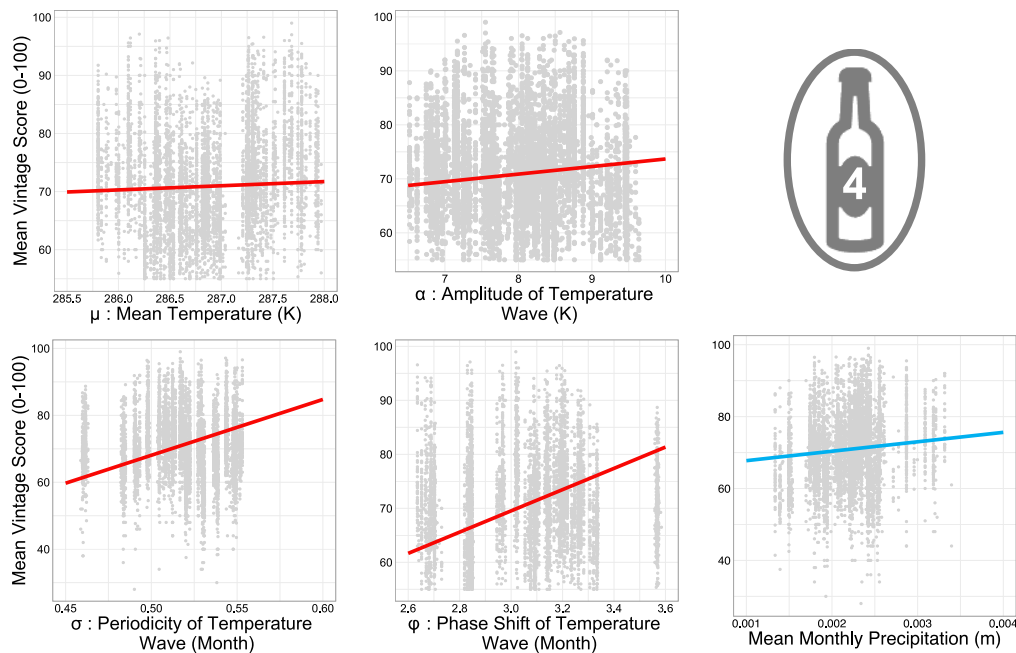 Mean Vintage Score (0-100)
100
90
80
70
60
285.5 286.0 286.5 287.0 287.5 288.0
μ : Mean Temperature (K)
100
90
80
70
60
7 8 9 10
α : Amplitude of Temperature
Wave (K)
4
Mean Vintage Score (0-100)
100
80
60
40
0.45 0.50 0.55 0.60
σ : Periodicity of Temperature
Wave (Month)
100
90
80
70
60
2.6 2.8 3.0 3.2 3.4 3.6
φ : Phase Shift of Temperature
Wave (Month)
100
80
60
40
0.001 0.002 0.003 0.004
Mean Monthly Precipitation (m)